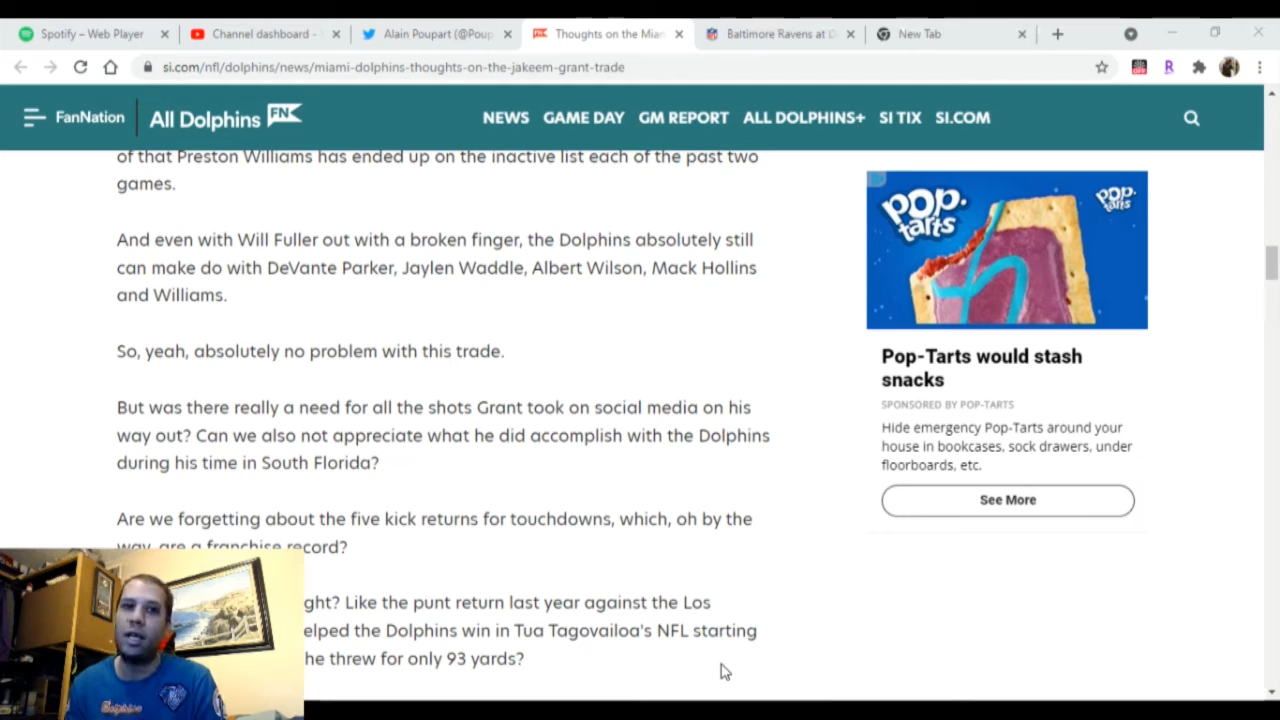 Spotify – Web Player
Channel dashboard -
Alain Poupart (@Poup
Thoughts on the Mian
Baltimore Ravens at D
New Tab
si.com/nfl/dolphins/news/miami-dolphins-thoughts-on-the-jakeem-grant-trade
OFF
R
FanNation
All Dolphins FN
NEWS GAME DAY GM REPORT ALL DOLPHINS+ SI TIX SI.COM
of that Preston Williams has ended up on the inactive list each of the past two
games.
And even with Will Fuller out with a broken finger, the Dolphins absolutely still
can make do with DeVante Parker, Jaylen Waddle, Albert Wilson, Mack Hollins
and Williams.
So, yeah, absolutely no problem with this trade.
But was there really a need for all the shots Grant took on social media on his
way out? Can we also not appreciate what he did accomplish with the Dolphins
during his time in South Florida?
Are we forgetting about the five kick returns for touchdowns, which, oh by the
way, are a franchise record?
ght? Like the punt return last year against the Los
elped the Dolphins win in Tua Tagovailoa's NFL starting
he threw for only 93 yards?
Pop-Tarts
Pop-Tarts
Pop-Tarts would stash
snacks
SPONSORED BY POP-TARTS
Hide emergency Pop-Tarts around your
house in bookcases, sock drawers, under
floorboards, etc.
See More
Dolphins